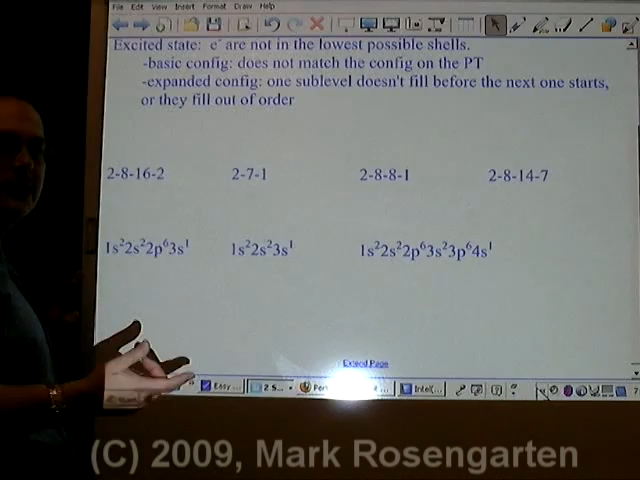 File Edit View Insert Format Draw Help
Excited state: e⁻ are not in the lowest possible shells.
-basic config: does not match the config on the PT
-expanded config: one sublevel doesn't fill before the next one starts,
or they fill out of order
2-8-16-2 2-7-1 2-8-8-1 2-8-14-7
1s²2s²2p⁶3s¹ 1s²2s²3s¹ 1s²2s²2p⁶3s²3p⁶4s¹
Extend Page
Easy... 2 S... Intel(...
(C) 2009, Mark Rosengarten